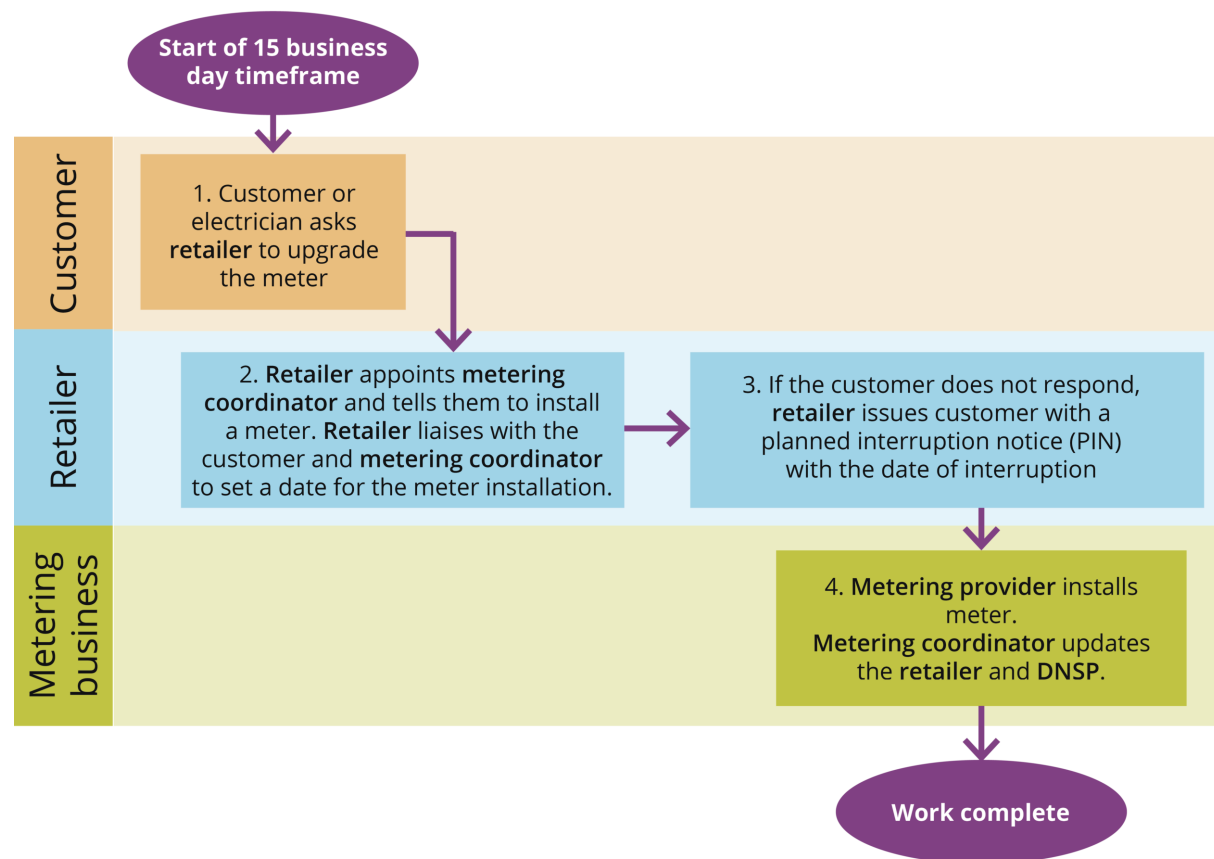 Start of 15 business
day timeframe
Customer
1. Customer or
electrician asks
retailer to upgrade
the meter
Retailer
2. Retailer appoints metering
coordinator and tells them to install
a meter. Retailer liaises with the
customer and metering coordinator
to set a date for the meter installation.
3. If the customer does not respond,
retailer issues customer with a
planned interruption notice (PIN)
with the date of interruption
Metering
business
4. Metering provider installs
meter.
Metering coordinator updates
the retailer and DNSP.
Work complete